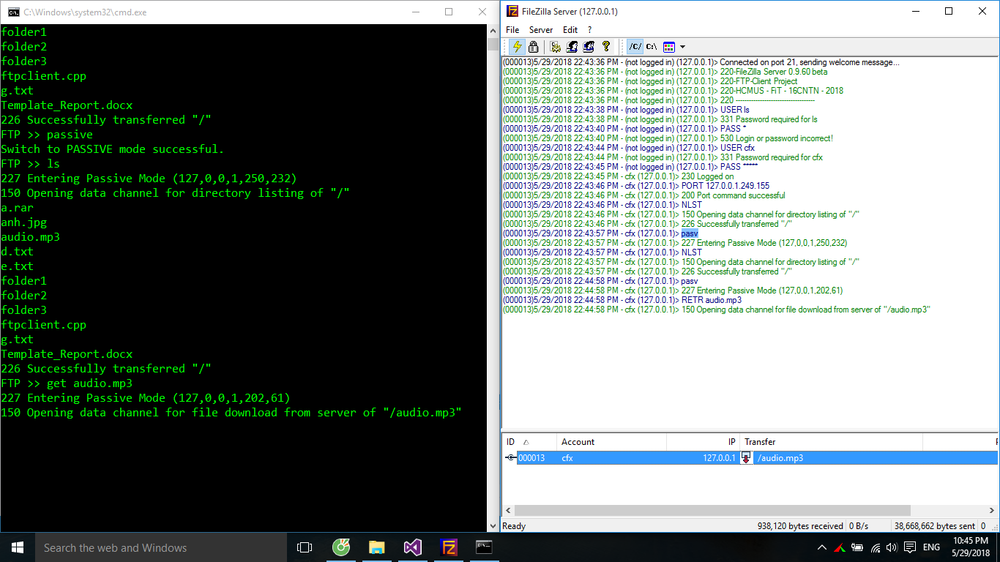 C:\Windows\system32\cmd.exe
folder1
folder2
folder3
ftpclient.cpp
g.txt
Template_Report.docx
226 Successfully transferred "/"
FTP >> passive
Switch to PASSIVE mode successful.
FTP >> ls
227 Entering Passive Mode (127,0,0,1,250,232)
150 Opening data channel for directory listing of "/"
a.rar
anh.jpg
audio.mp3
d.txt
e.txt
folder1
folder2
folder3
ftpclient.cpp
g.txt
Template_Report.docx
226 Successfully transferred "/"
FTP >> get audio.mp3
227 Entering Passive Mode (127,0,0,1,202,61)
150 Opening data channel for file download from server of "/audio.mp3"
FileZilla Server (127.0.0.1)
File Server Edit ?
/C/ C:\
(000013)5/29/2018 22:43:36 PM - (not logged in) (127.0.0.1)> Connected on port 21, sending welcome message...
(000013)5/29/2018 22:43:36 PM - (not logged in) (127.0.0.1)> 220-FileZilla Server 0.9.60 beta
(000013)5/29/2018 22:43:36 PM - (not logged in) (127.0.0.1)> 220-FTP-Client Project
(000013)5/29/2018 22:43:36 PM - (not logged in) (127.0.0.1)> 220-HCMUS - FiT - 16CNTN - 2018
(000013)5/29/2018 22:43:36 PM - (not logged in) (127.0.0.1)> 220 ------------------------------------
(000013)5/29/2018 22:43:38 PM - (not logged in) (127.0.0.1)> USER ls
(000013)5/29/2018 22:43:38 PM - (not logged in) (127.0.0.1)> 331 Password required for ls
(000013)5/29/2018 22:43:40 PM - (not logged in) (127.0.0.1)> PASS *
(000013)5/29/2018 22:43:40 PM - (not logged in) (127.0.0.1)> 530 Login or password incorrect!
(000013)5/29/2018 22:43:44 PM - (not logged in) (127.0.0.1)> USER cfx
(000013)5/29/2018 22:43:44 PM - (not logged in) (127.0.0.1)> 331 Password required for cfx
(000013)5/29/2018 22:43:45 PM - (not logged in) (127.0.0.1)> PASS *****
(000013)5/29/2018 22:43:45 PM - cfx (127.0.0.1)> 230 Logged on
(000013)5/29/2018 22:43:46 PM - cfx (127.0.0.1)> PORT 127.0.0.1.249.155
(000013)5/29/2018 22:43:46 PM - cfx (127.0.0.1)> 200 Port command successful
(000013)5/29/2018 22:43:46 PM - cfx (127.0.0.1)> NLST
(000013)5/29/2018 22:43:46 PM - cfx (127.0.0.1)> 150 Opening data channel for directory listing of "/"
(000013)5/29/2018 22:43:46 PM - cfx (127.0.0.1)> 226 Successfully transferred "/"
(000013)5/29/2018 22:43:57 PM - cfx (127.0.0.1)> pasv
(000013)5/29/2018 22:43:57 PM - cfx (127.0.0.1)> 227 Entering Passive Mode (127,0,0,1,250,232)
(000013)5/29/2018 22:43:57 PM - cfx (127.0.0.1)> NLST
(000013)5/29/2018 22:43:57 PM - cfx (127.0.0.1)> 150 Opening data channel for directory listing of "/"
(000013)5/29/2018 22:43:57 PM - cfx (127.0.0.1)> 226 Successfully transferred "/"
(000013)5/29/2018 22:44:58 PM - cfx (127.0.0.1)> pasv
(000013)5/29/2018 22:44:58 PM - cfx (127.0.0.1)> 227 Entering Passive Mode (127,0,0,1,202,61)
(000013)5/29/2018 22:44:58 PM - cfx (127.0.0.1)> RETR audio.mp3
(000013)5/29/2018 22:44:58 PM - cfx (127.0.0.1)> 150 Opening data channel for file download from server of "/audio.mp3"
ID Account IP Transfer
000013 cfx 127.0.0.1 /audio.mp3
Ready 938,120 bytes received 0 B/s 38,668,662 bytes sent 0
Search the web and Windows
ENG
10:45 PM
5/29/2018